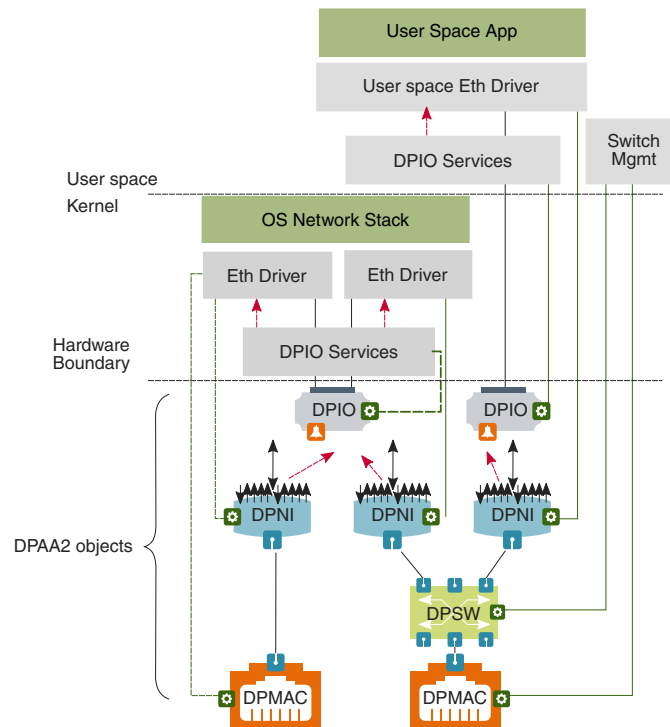 User Space App
User space Eth Driver
DPIO Services
Switch
Mgmt
User space
Kernel
OS Network Stack
Eth Driver
Eth Driver
DPIO Services
Hardware
Boundary
DPIO
DPIO
DPNI
DPNI
DPNI
DPAA2 objects
DPSW
DPMAC
DPMAC